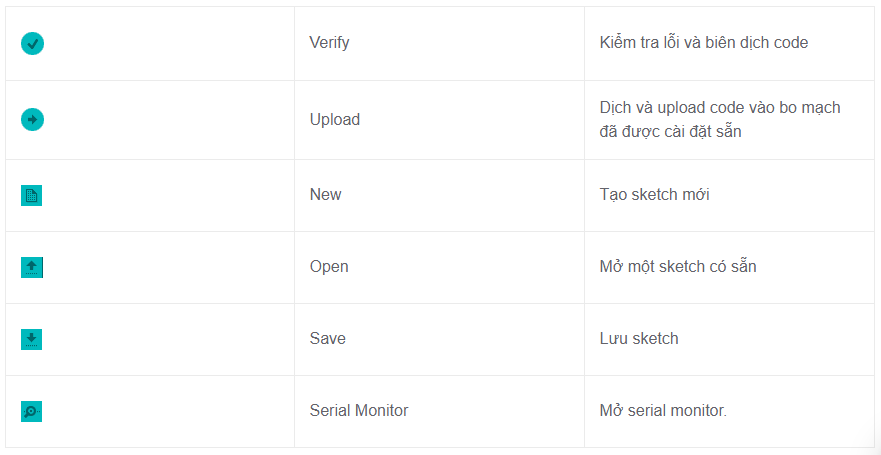 Verify
Kiểm tra lỗi và biên dịch code
Upload
Dịch và upload code vào bo mạch
đã được cài đặt sẵn
New
Tạo sketch mới
Open
Mở một sketch có sẵn
Save
Lưu sketch
Serial Monitor
Mở serial monitor.